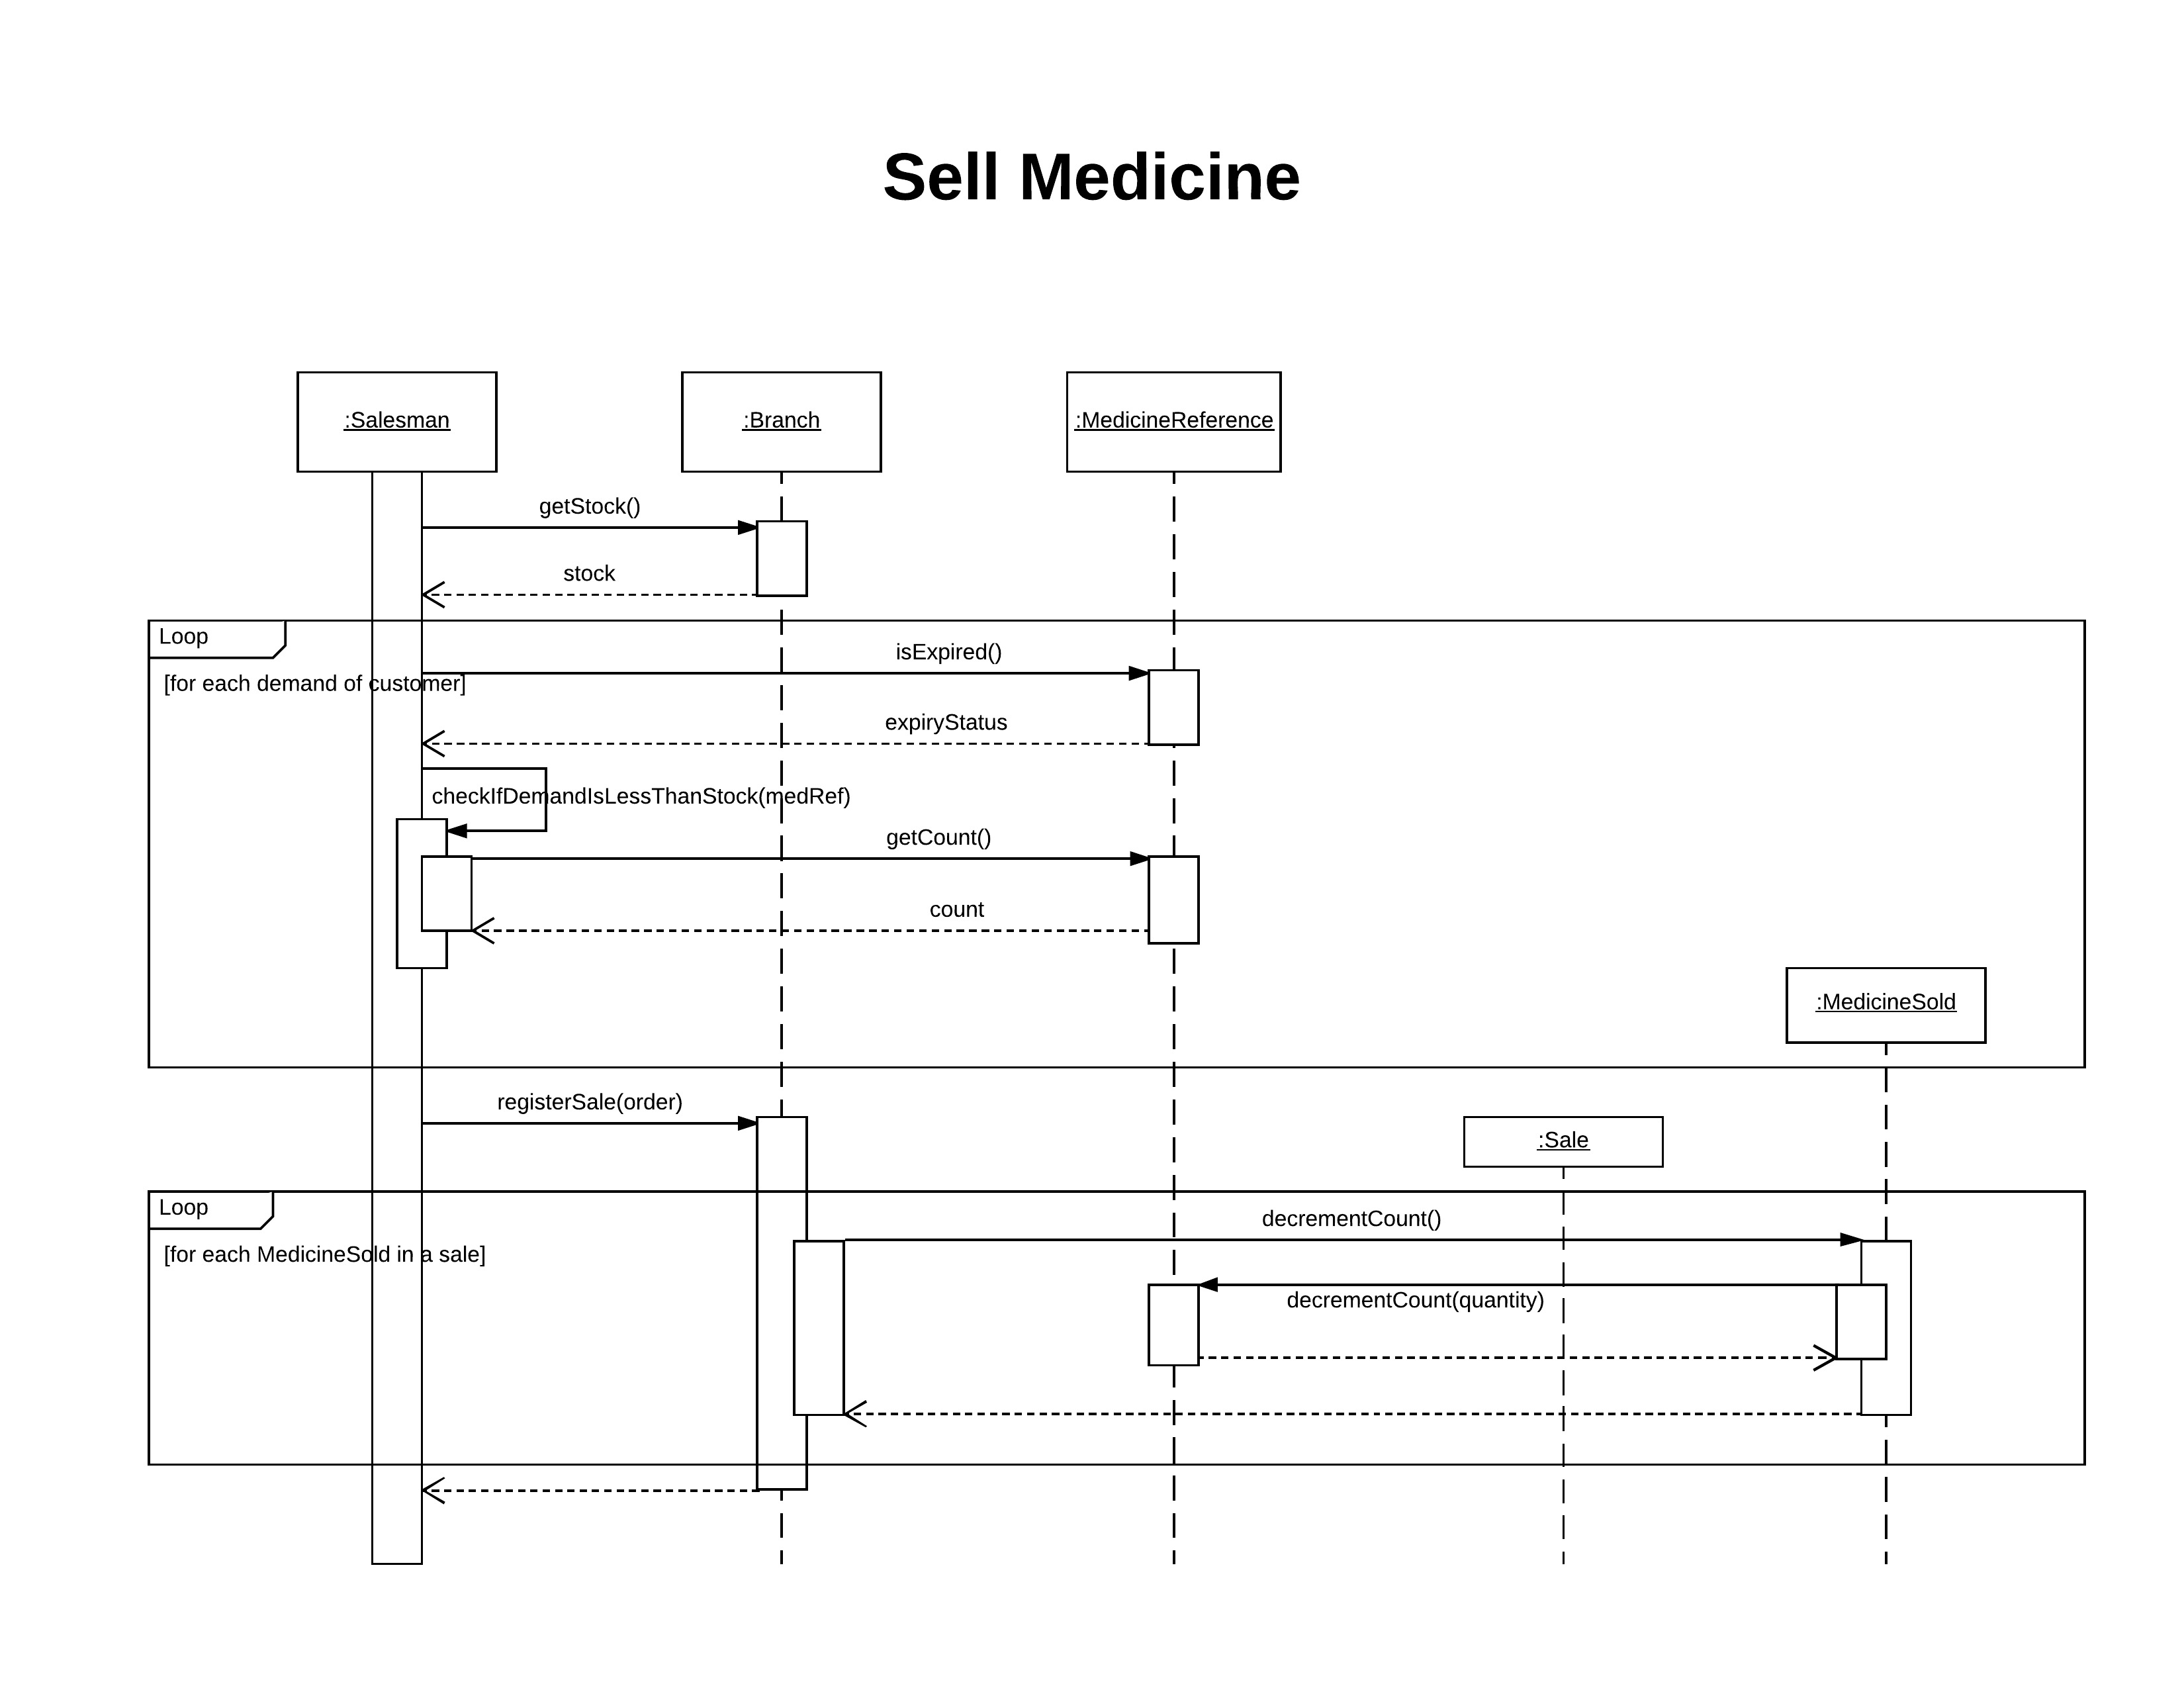 Sell Medicine
:Salesman
:Branch
:MedicineReference
getStock()
stock
Loop
isExpired()
[for each demand of customer]
expiryStatus
checkIfDemandIsLessThanStock(medRef)
getCount()
count
:MedicineSold
registerSale(order)
:Sale
Loop
decrementCount()
[for each MedicineSold in a sale]
decrementCount(quantity)